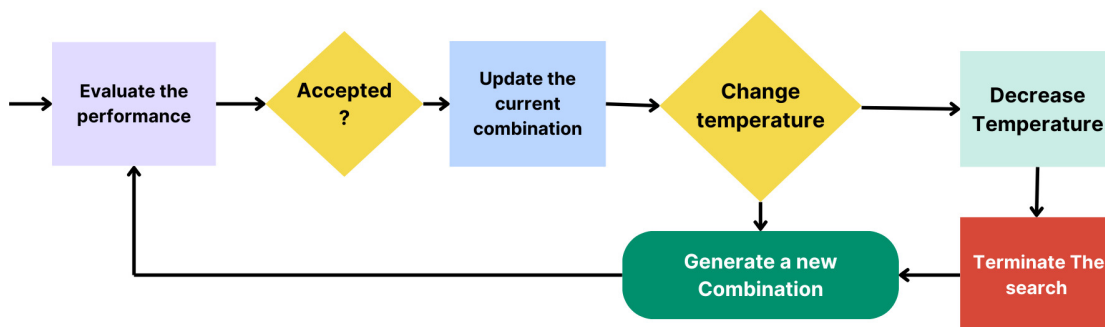 Evaluate the
performance
Accepted
?
Update the
current
combination
Change
temperature
Decrease
Temperature
Generate a new
Combination
Terminate The
search